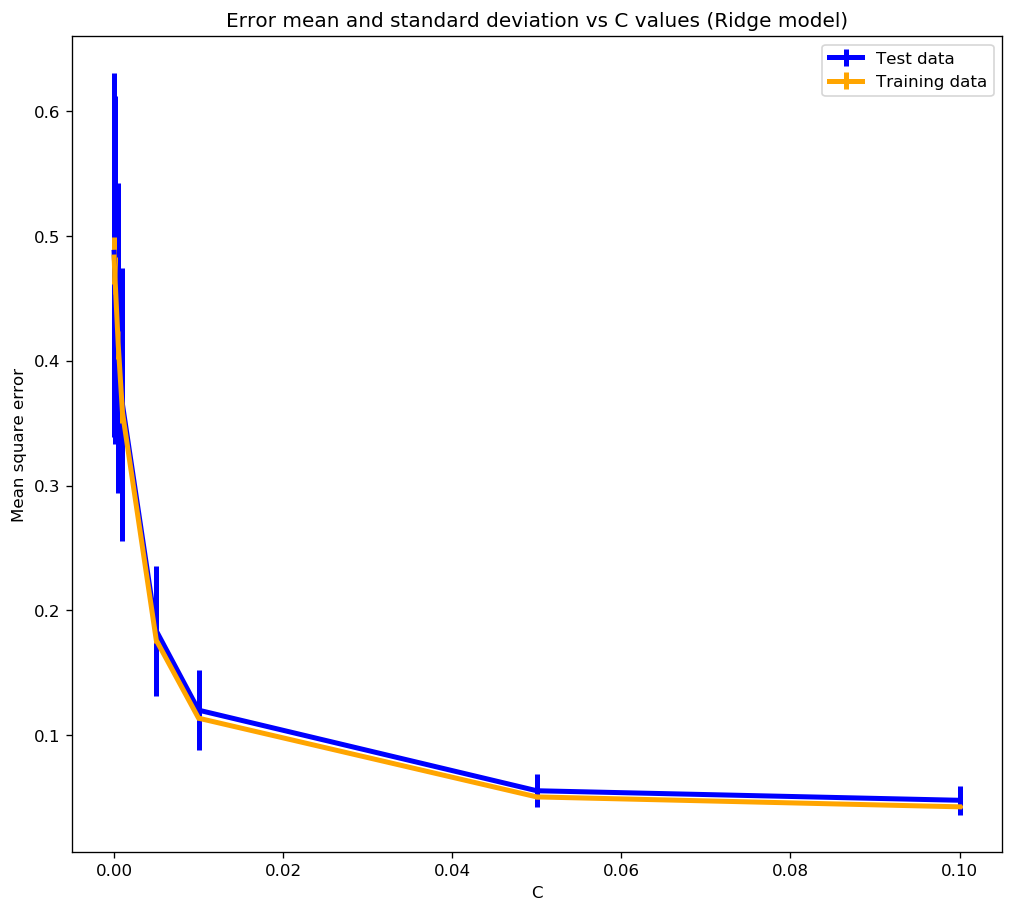 Error mean and standard deviation vs C values (Ridge model)
Test data
Training data
0.6
0.5
0.4
0.3
0.2
0.1
Mean square error
0.00 0.02 0.04 0.06 0.08 0.10
C